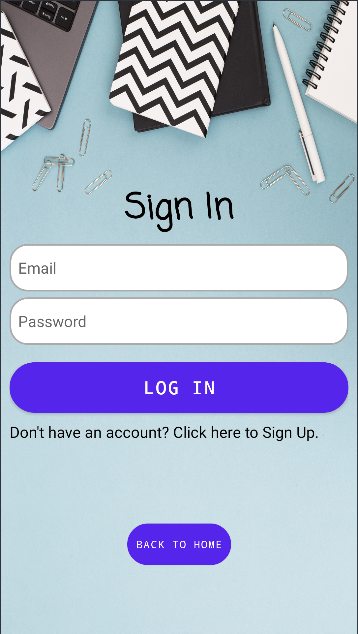 Sign In
Email
Password
LOG IN
Don't have an account? Click here to Sign Up.
BACK TO HOME